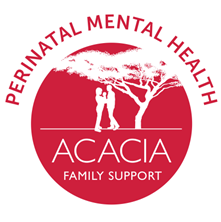 PERINATAL MENTAL HEALTH
ACACIA
FAMILY SUPPORT